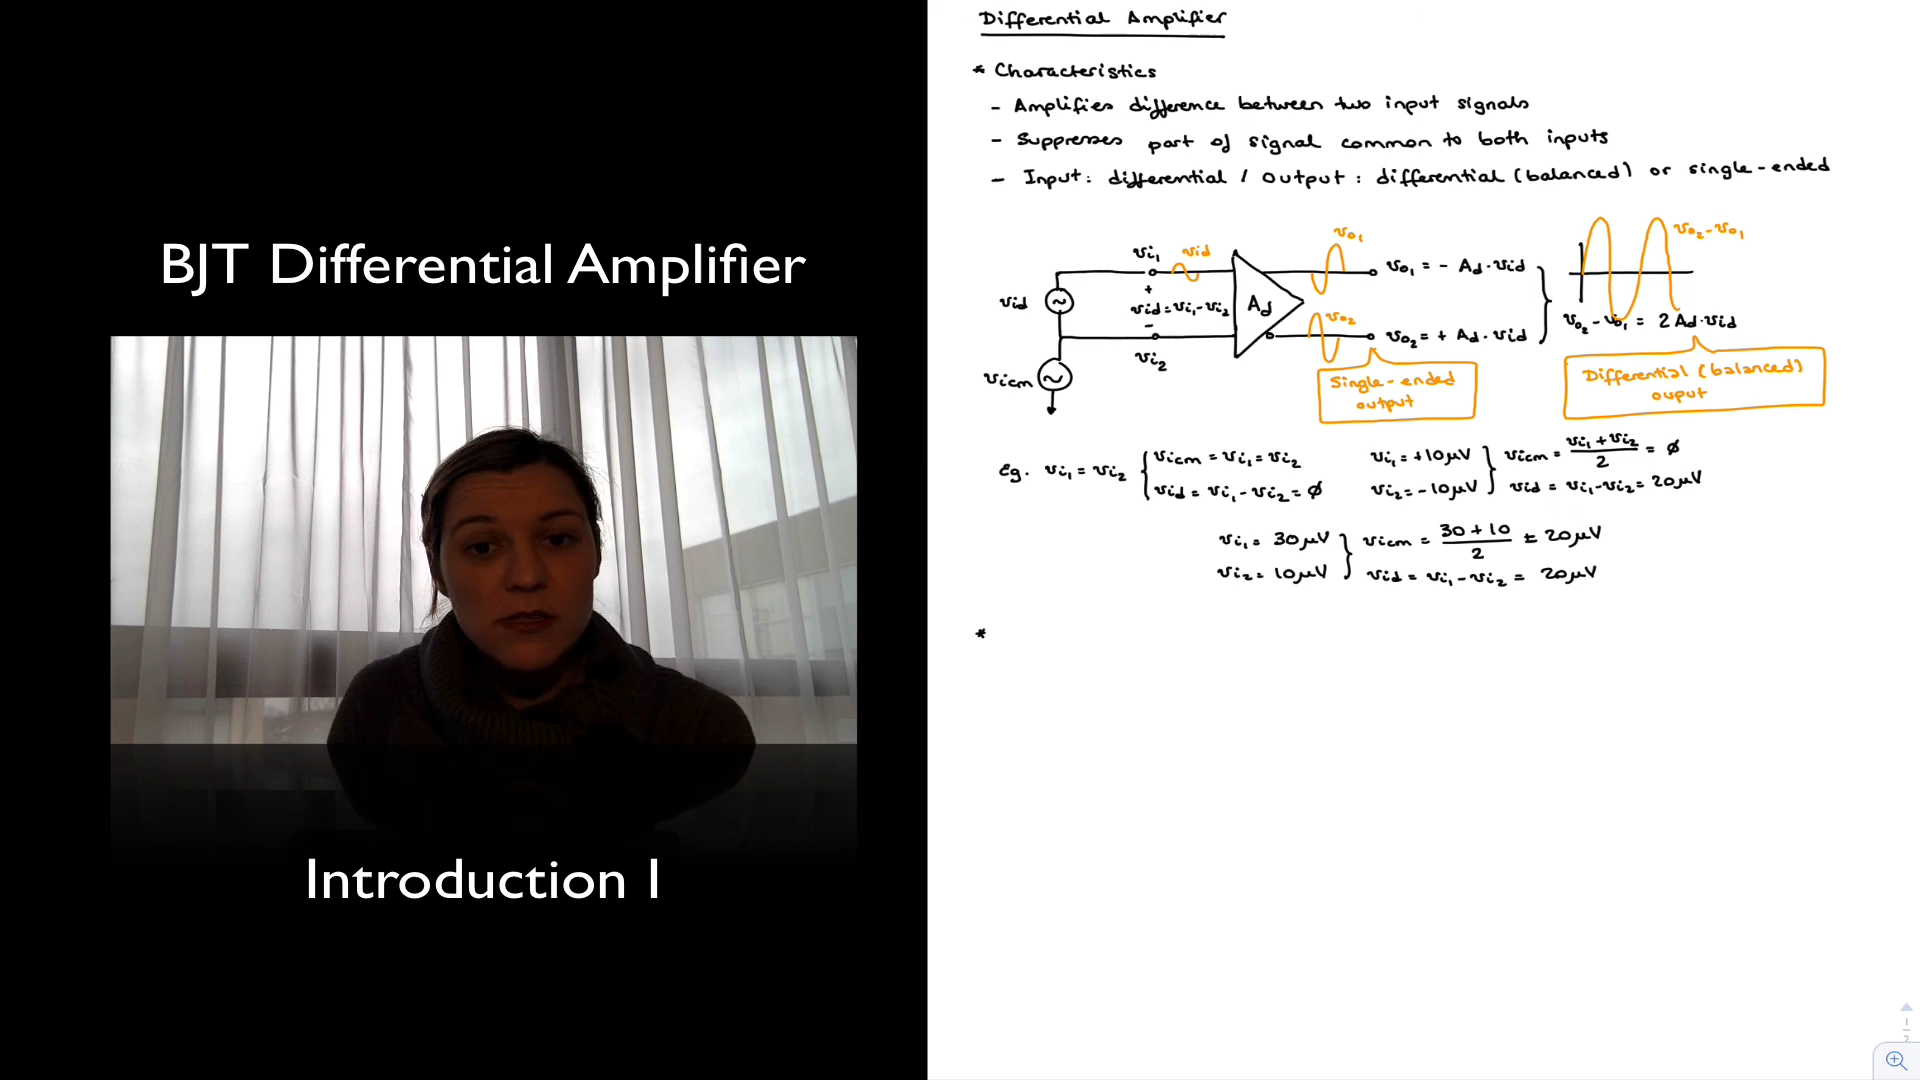 BJT Differential Amplifier
Introduction 1
Differential Amplifier
* Characteristics
- Amplifies difference between two input signals
- Suppresses part of signal common to both inputs
- Input: differential / output: differential (balanced) or single-ended
vi₁ vid vo₁ vo₂-vo₁
vo₁ = - Ad·vid
+
vid vid=vi₁-vi₂ Ad
-
vo₂ vo₂ = + Ad·vid vo₂-vo₁ = 2Ad·vid
vi₂
vicm
Single-ended
output
Differential (balanced)
ouput
Eg. vi₁ = vi₂ { vicm = vi₁ = vi₂
vid = vi₁ - vi₂ = ϕ
vi₁ = +10μV } vicm = vi₁ + vi₂ / 2 = ϕ
vi₂ = -10μV vid = vi₁-vi₂ = 20μV
vi₁ = 30μV } vicm = 30 + 10 / 2 = 20μV
vi₂ = 10μV vid = vi₁ - vi₂ = 20μV
*
1
2